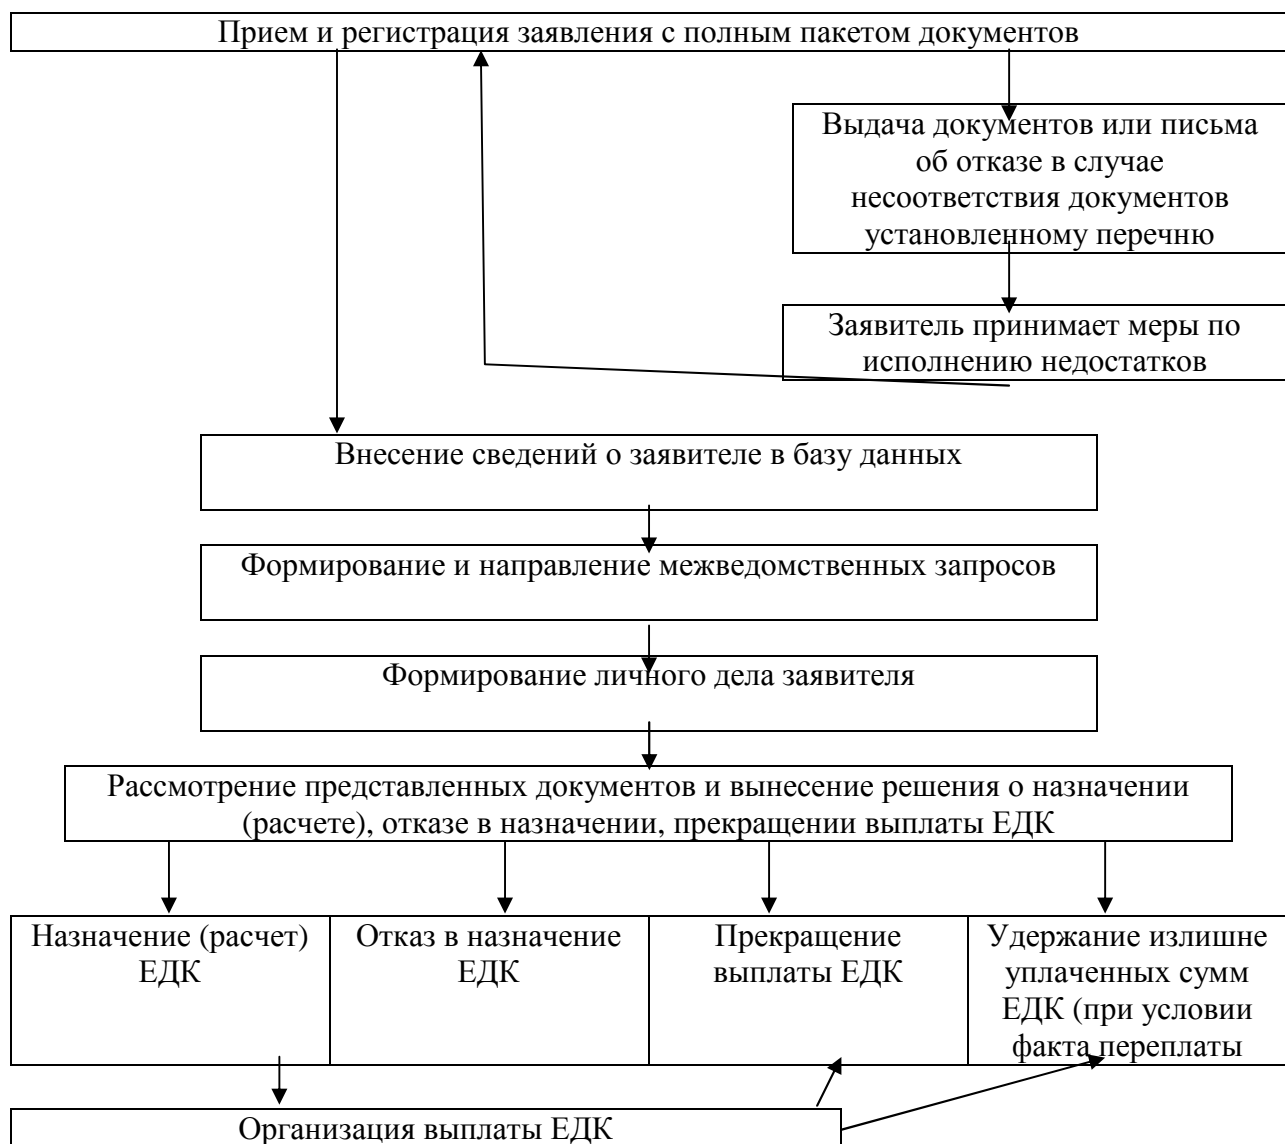 Прием и регистрация заявления с полным пакетом документов
Выдача документов или письма
об отказе в случае
несоответствия документов
установленному перечню
Заявитель принимает меры по
исполнению недостатков
Внесение сведений о заявителе в базу данных
Формирование и направление межведомственных запросов
Формирование личного дела заявителя
Рассмотрение представленных документов и вынесение решения о назначении
(расчете), отказе в назначении, прекращении выплаты ЕДК
Назначение (расчет)
ЕДК
Отказ в назначение
ЕДК
Прекращение
выплаты ЕДК
Удержание излишне
уплаченных сумм
ЕДК (при условии
факта переплаты
Организация выплаты ЕДК